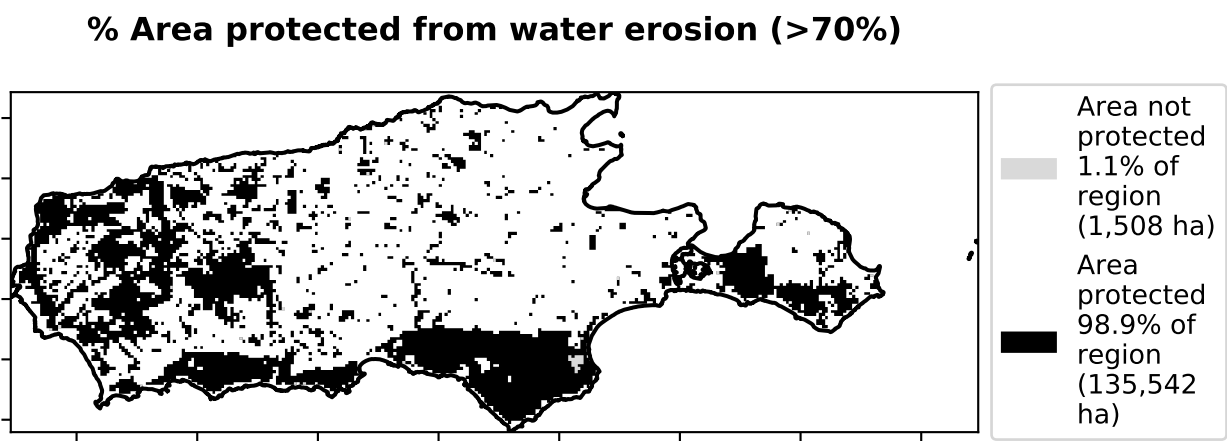 % Area protected from water erosion (>70%)
Area not
protected
1.1% of
region
(1,508 ha)
Area
protected
98.9% of
region
(135,542
ha)